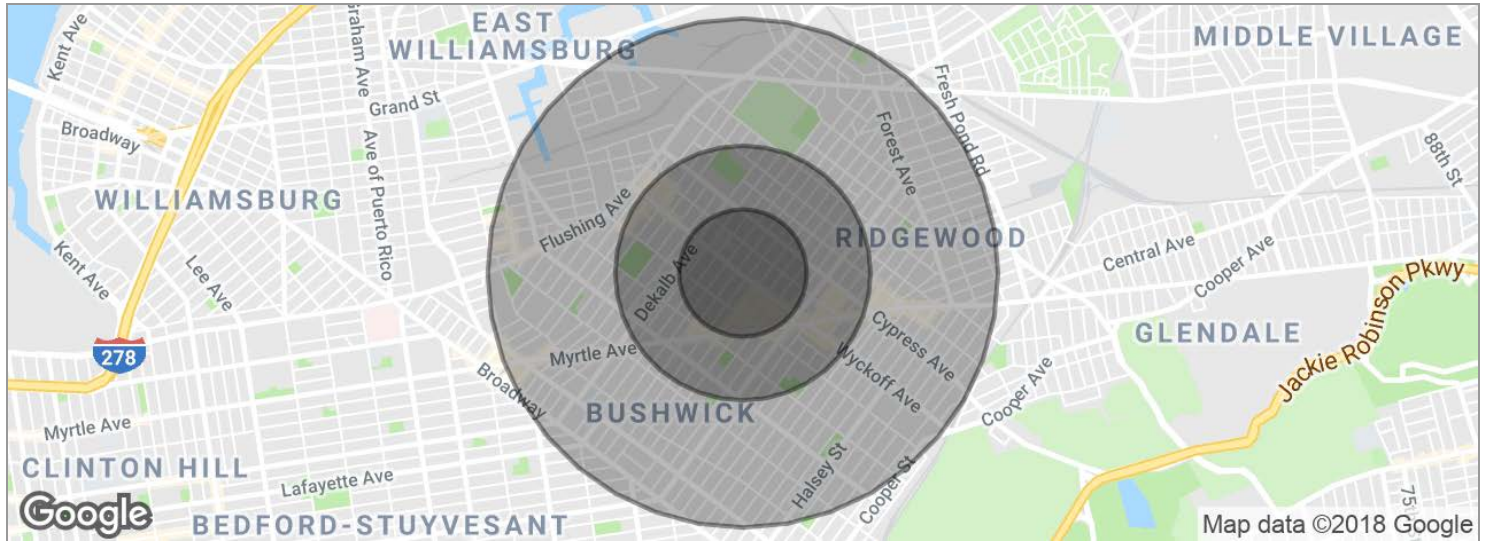 EAST
WILLIAMSBURG
MIDDLE VILLAGE
Kent Ave
Graham Ave
Grand St
Fresh Pond Rd
Broadway
Ave of Puerto Rico
Forest Ave
88th St
WILLIAMSBURG
Flushing Ave
RIDGEWOOD
Central Ave
Cooper Ave
Kent Ave
Lee Ave
Dekalb Ave
Jackie Robinson Pkwy
278
Myrtle Ave
Cypress Ave
Wyckoff Ave
GLENDALE
Broadway
BUSHWICK
Cooper Ave
Myrtle Ave
CLINTON HILL
Lafayette Ave
Halsey St
Cooper St
Google
BEDFORD-STUYVESANT
Map data ©2018 Google